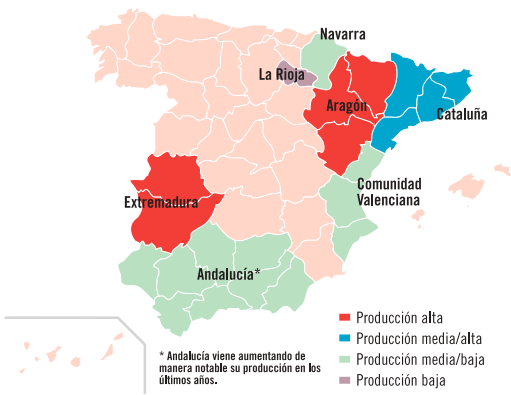 Navarra
La Rioja
Aragón
Cataluña
Comunidad
Valenciana
Extremadura
Andalucía*
* Andalucía viene aumentando de
manera notable su producción en los
últimos años.
Producción alta
Producción media/alta
Producción media/baja
Producción baja